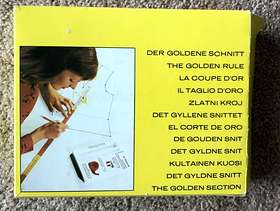 DER GOLDENE SCHNITT
THE GOLDEN RULE
LA COUPE D'OR
IL TAGLIO D'ORO
ZLATNI KROJ
DET GYLLENE SNITTET
EL CORTE DE ORO
DE GOUDEN SNIT
DET GYLDNE SNIT
KULTAINEN KUOSI
DET GYLDNE SNITT
THE GOLDEN SECTION